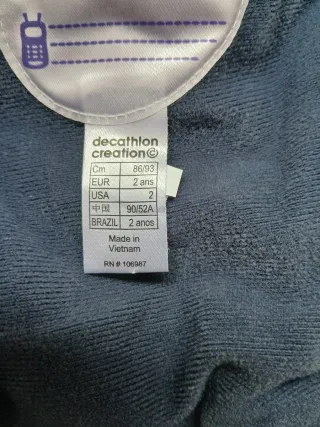 decathlon
creation©
Cm 86/93
EUR 2 ans
USA 2
中国 90/52A
BRAZIL 2 anos
Made in
Vietnam
RN # 106987